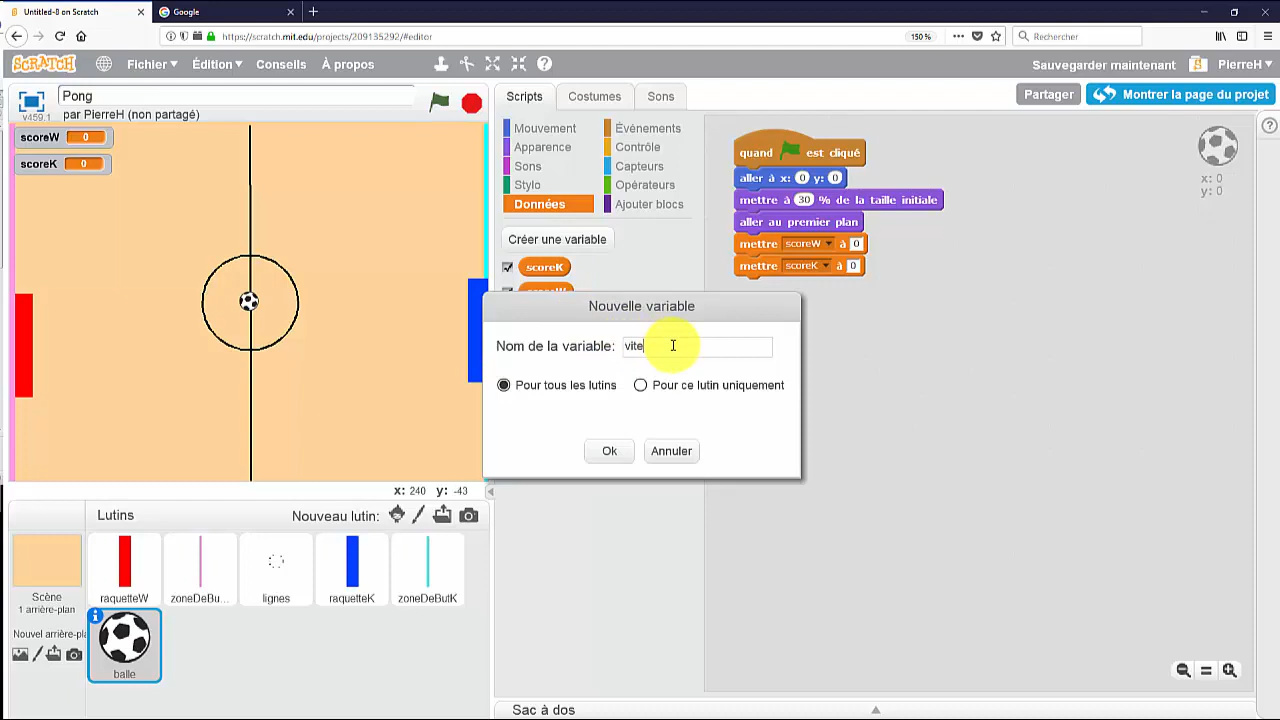 Untitled-8 on Scratch
Google
https://scratch.mit.edu/projects/209135292/#editor
150 %
Rechercher
SCRATCH
Fichier
Édition
Conseils
À propos
Sauvegarder maintenant
PierreH
v459.1
Pong
par PierreH (non partagé)
Scripts
Costumes
Sons
Partager
Montrer la page du projet
scoreW 0
scoreK 0
Mouvement
Apparence
Sons
Stylo
Données
Évènements
Contrôle
Capteurs
Opérateurs
Ajouter blocs
Créer une variable
scoreK
quand est cliqué
aller à x: 0 y: 0
mettre à 30 % de la taille initiale
aller au premier plan
mettre scoreW à 0
mettre scoreK à 0
x: 0
y: 0
Nouvelle variable
Nom de la variable: vite
Pour tous les lutins
Pour ce lutin uniquement
Ok
Annuler
x: 240 y: -43
Lutins
Nouveau lutin:
Scène
1 arrière-plan
Nouvel arrière-pla
raquetteW
zoneDeBu...
lignes
raquetteK
zoneDeButK
balle
Sac à dos